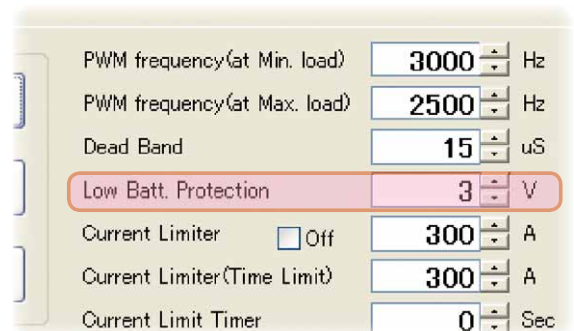 PWM frequency(at Min. load) 3000 Hz
PWM frequency(at Max. load) 2500 Hz
Dead Band 15 uS
Low Batt. Protection 3 V
Current Limiter Off 300 A
Current Limiter(Time Limit) 300 A
Current Limit Timer 0 Sec